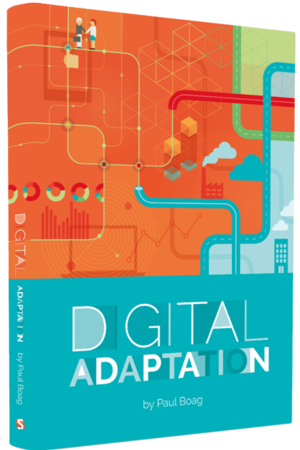 DIGITAL
ADAPTATION
by Paul Boag
DIGITAL
ADAPTATION
by Paul Boag
S